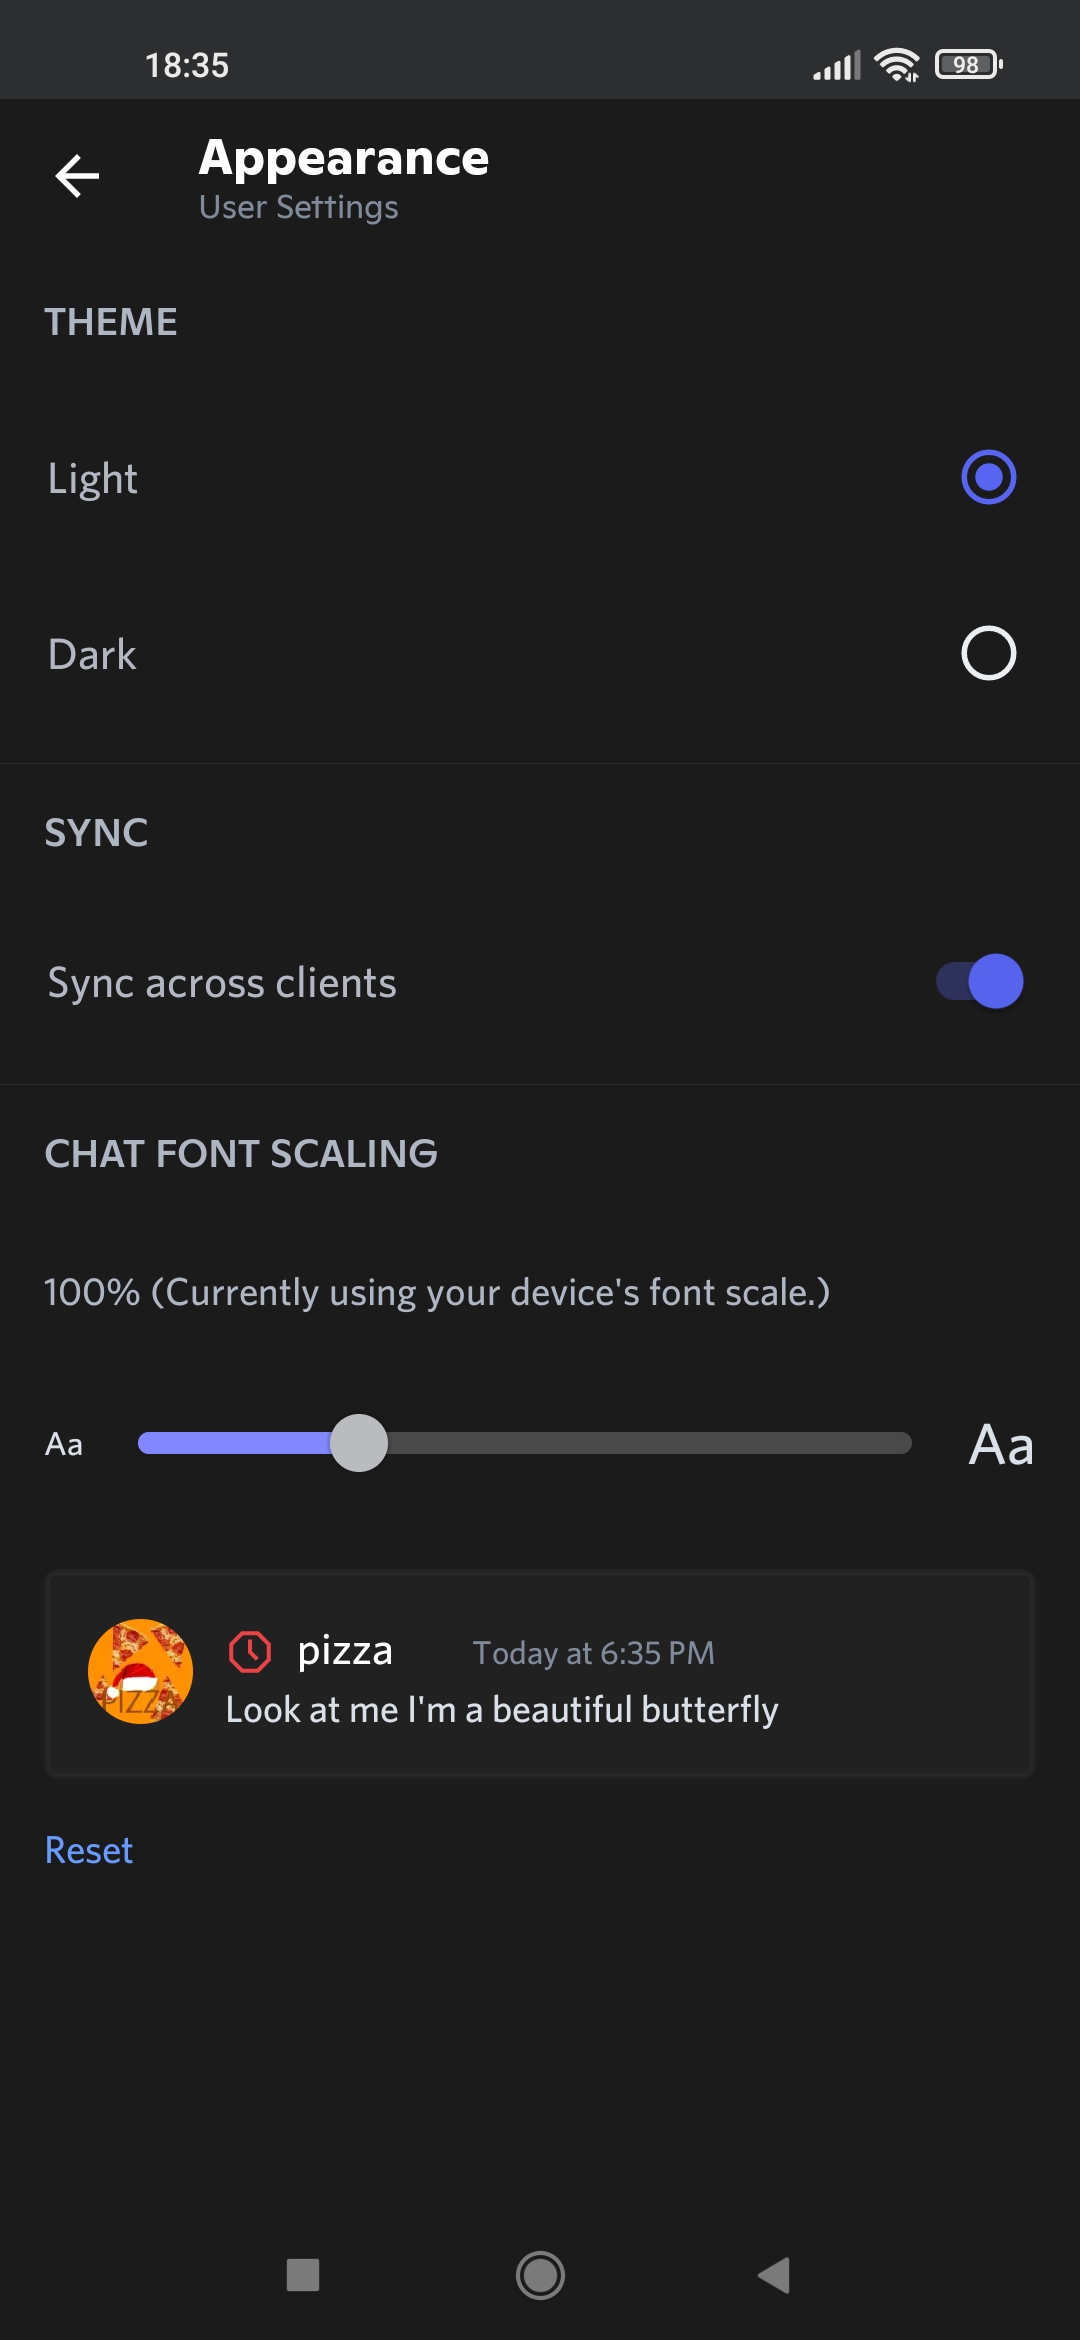 18:35
98
Appearance
User Settings
THEME
Light
Dark
SYNC
Sync across clients
CHAT FONT SCALING
100% (Currently using your device's font scale.)
Aa
Aa
pizza Today at 6:35 PM
PIZZA
Look at me I'm a beautiful butterfly
Reset